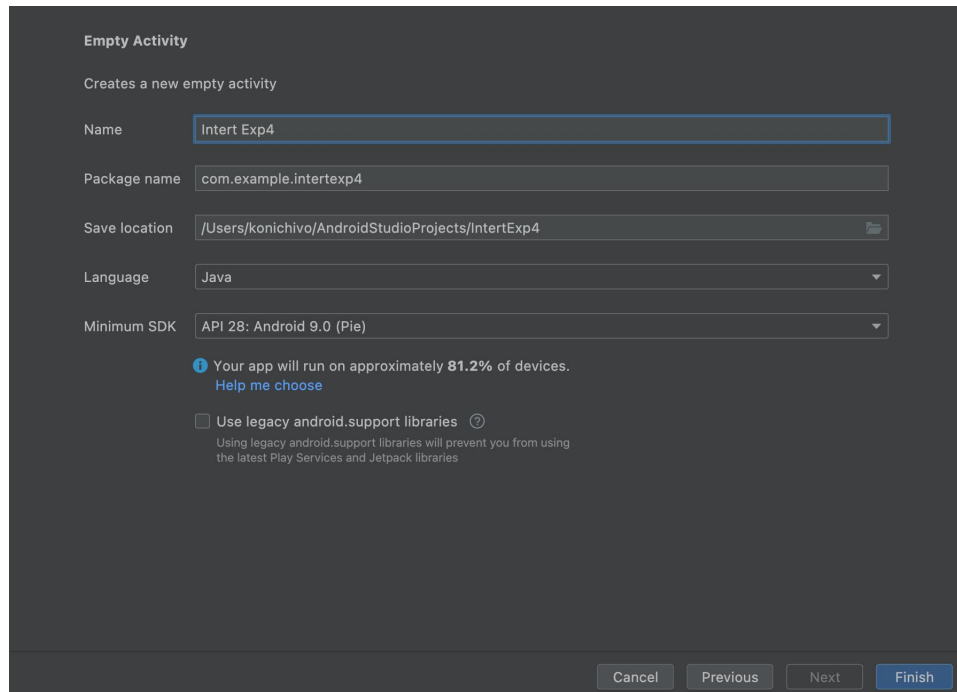 Empty Activity
Creates a new empty activity
Name Intert Exp4
Package name com.example.intertexp4
Save location /Users/konichivo/AndroidStudioProjects/IntertExp4
Language Java
Minimum SDK API 28: Android 9.0 (Pie)
i Your app will run on approximately 81.2% of devices.
Help me choose
Use legacy android.support libraries ?
Using legacy android.support libraries will prevent you from using
the latest Play Services and Jetpack libraries
Cancel Previous Next Finish